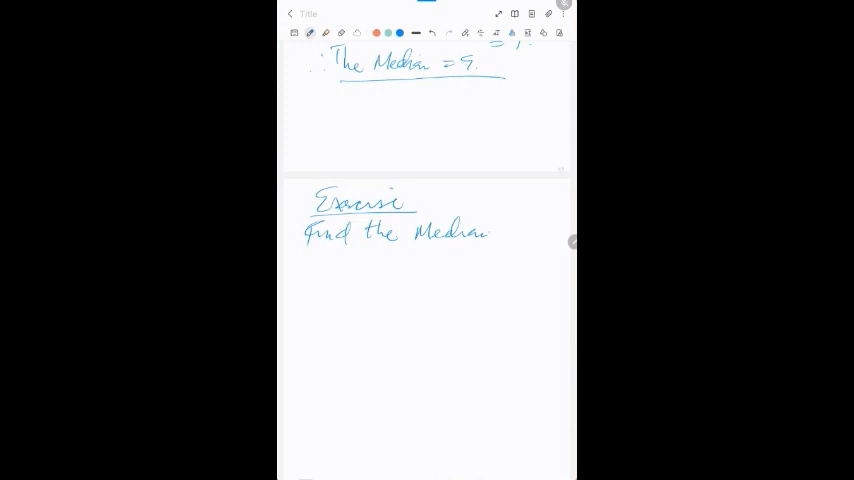 Title
∴ The Median = 9.
Exercise
Find the Median